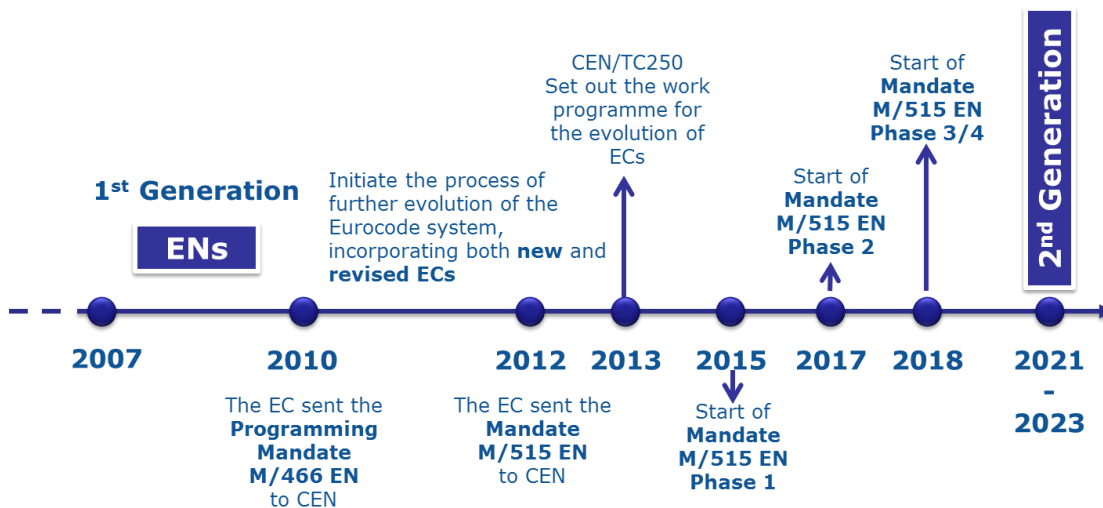 1st Generation
ENs
Initiate the process of
further evolution of the
Eurocode system,
incorporating both new and
revised ECs
CEN/TC250
Set out the work
programme for
the evolution of
ECs
Start of
Mandate
M/515 EN
Phase 2
Start of
Mandate
M/515 EN
Phase 3/4
2nd Generation
2007
2010
2012
2013
2015
2017
2018
2021
-
2023
The EC sent the
Programming
Mandate
M/466 EN
to CEN
The EC sent the
Mandate
M/515 EN
to CEN
Start of
Mandate
M/515 EN
Phase 1